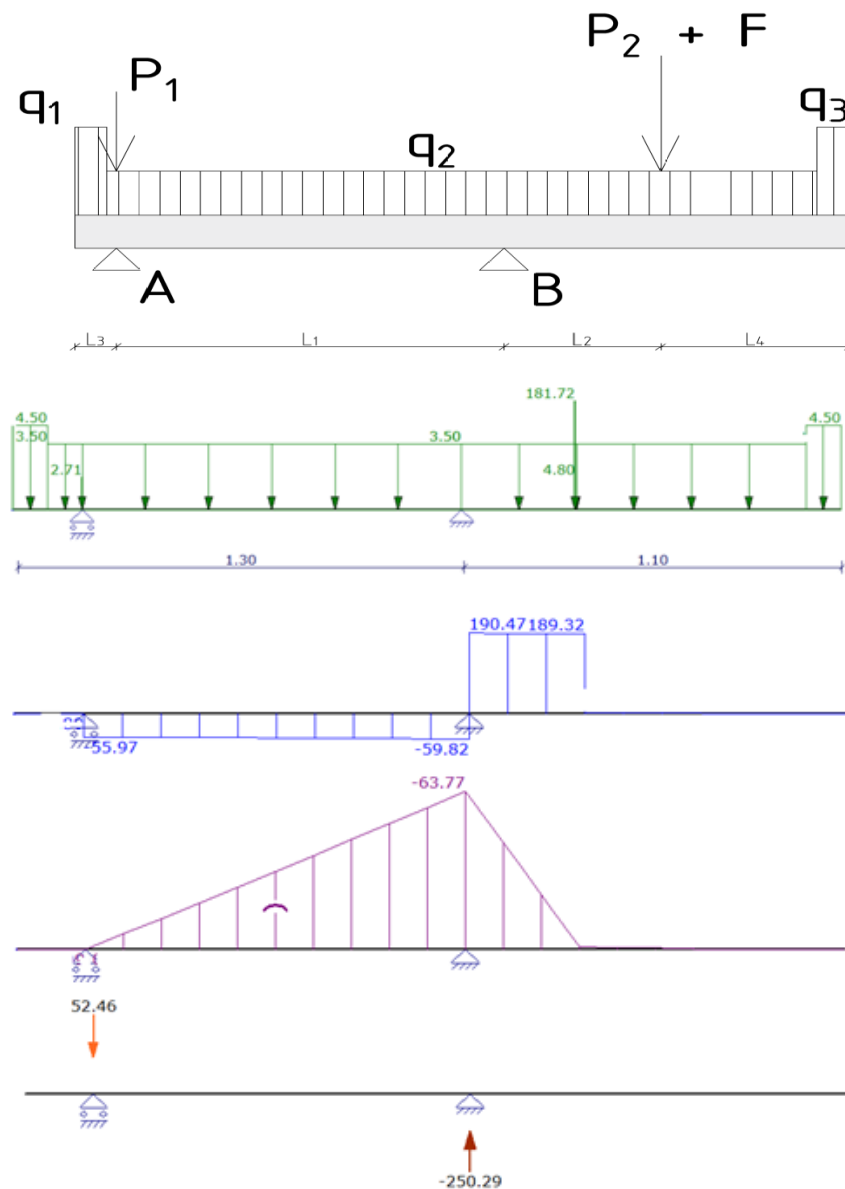 P₂ + F
P₁
q₁ q₃
q₂
A B
L₃ L₁ L₂ L₄
181.72
4.50 4.50
3.50 3.50
2.71 4.80
1.30 1.10
190.47 189.32
55.97 -59.82
-63.77
52.46
-250.29